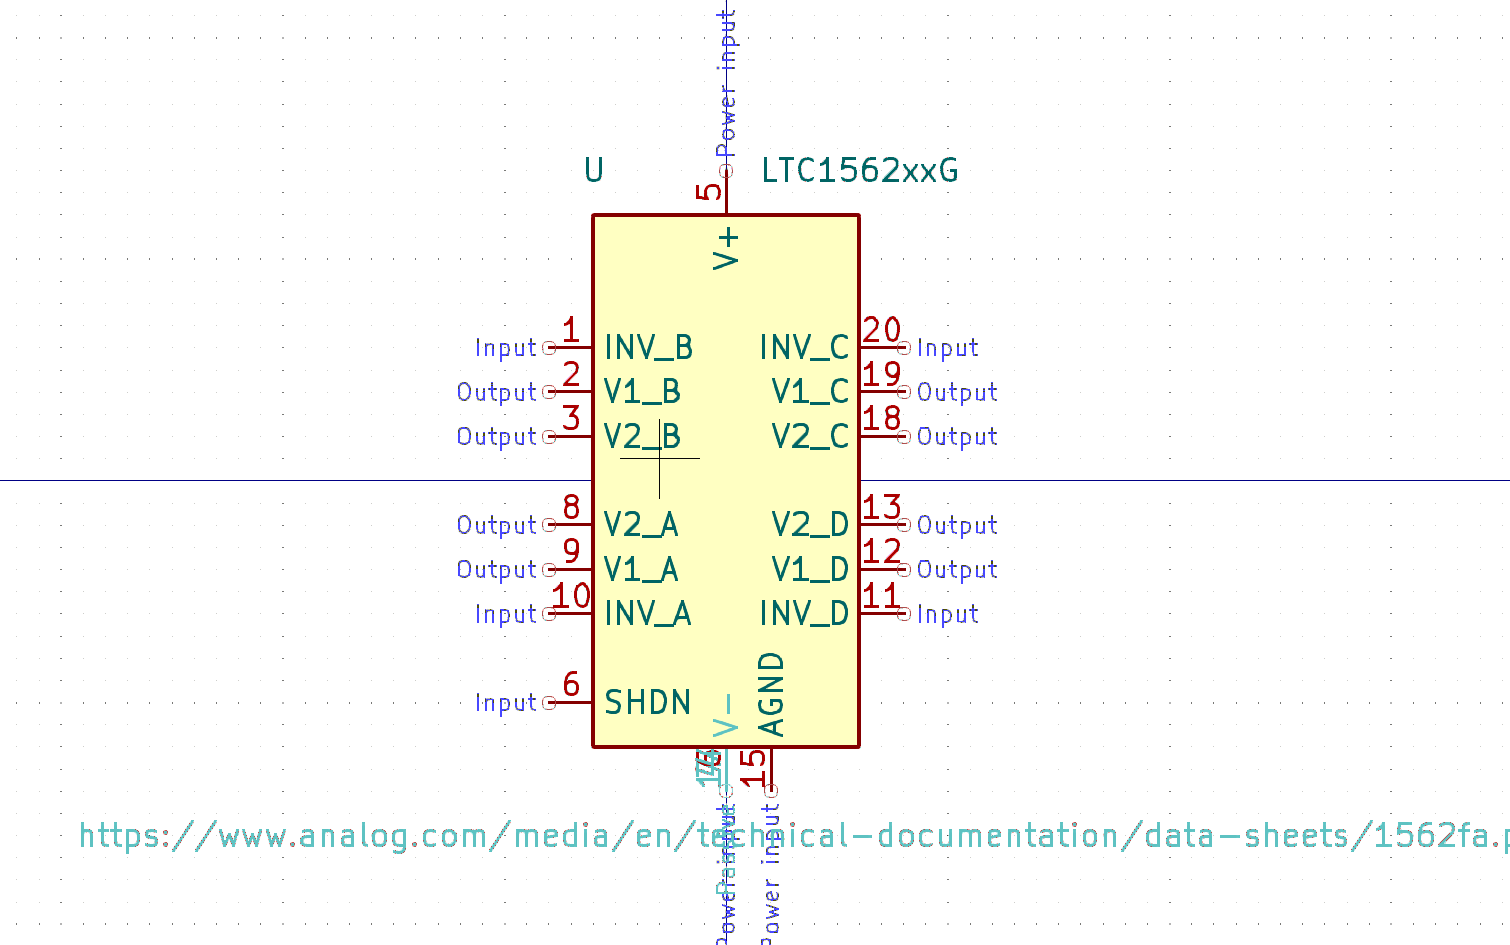 Power input
U LTC1562xxG
5
V+
Input 1 INV_B INV_C 20 Input
Output 2 V1_B V1_C 19 Output
Output 3 V2_B V2_C 18 Output
Output 8 V2_A V2_D 13 Output
Output 9 V1_A V1_D 12 Output
Input 10 INV_A INV_D 11 Input
Input 6 SHDN V- AGND
15
https://www.analog.com/media/en/technical-documentation/data-sheets/1562fa.p
Power input Power input